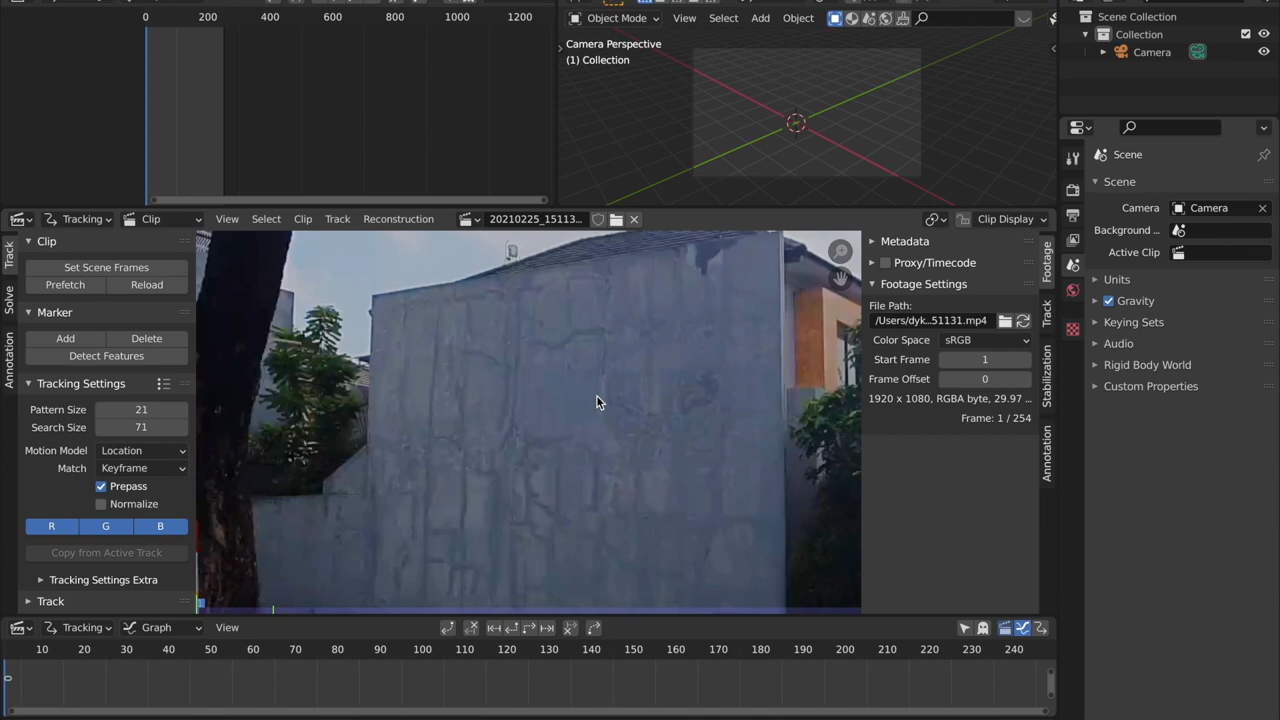 0 200 400 600 800 1000 1200
Object Mode View Select Add Object
Camera Perspective
(1) Collection
Scene Collection
Collection
Camera
Scene
Scene
Camera Camera
Background ...
Active Clip
Units
Gravity
Keying Sets
Audio
Rigid Body World
Custom Properties
Tracking Clip View Select Clip Track Reconstruction 20210225_15113... Clip Display
Clip
Set Scene Frames
Prefetch Reload
Marker
Add Delete
Detect Features
Tracking Settings
Pattern Size 21
Search Size 71
Motion Model Location
Match Keyframe
Prepass
Normalize
R G B
Copy from Active Track
Tracking Settings Extra
Track
Track
Solve
Annotation
Metadata
Proxy/Timecode
Footage Settings
File Path:
/Users/dyk...51131.mp4
Color Space sRGB
Start Frame 1
Frame Offset 0
1920 x 1080, RGBA byte, 29.97 ...
Frame: 1 / 254
Footage
Track
Stabilization
Annotation
Tracking Graph View
10 20 30 40 50 60 70 80 90 100 110 120 130 140 150 160 170 180 190 200 210 220 230 240
0